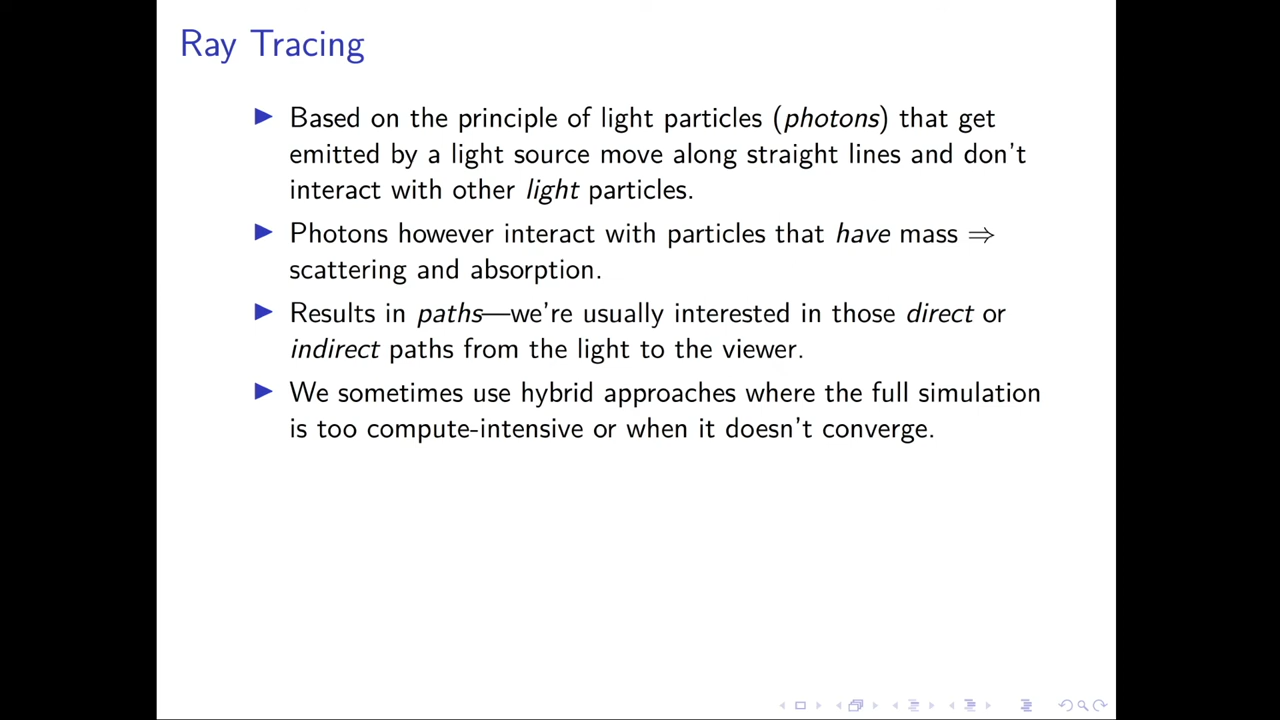 Ray Tracing
Based on the principle of light particles (photons) that get
emitted by a light source move along straight lines and don't
interact with other light particles.
Photons however interact with particles that have mass ⇒
scattering and absorption.
Results in paths—we're usually interested in those direct or
indirect paths from the light to the viewer.
We sometimes use hybrid approaches where the full simulation
is too compute-intensive or when it doesn't converge.